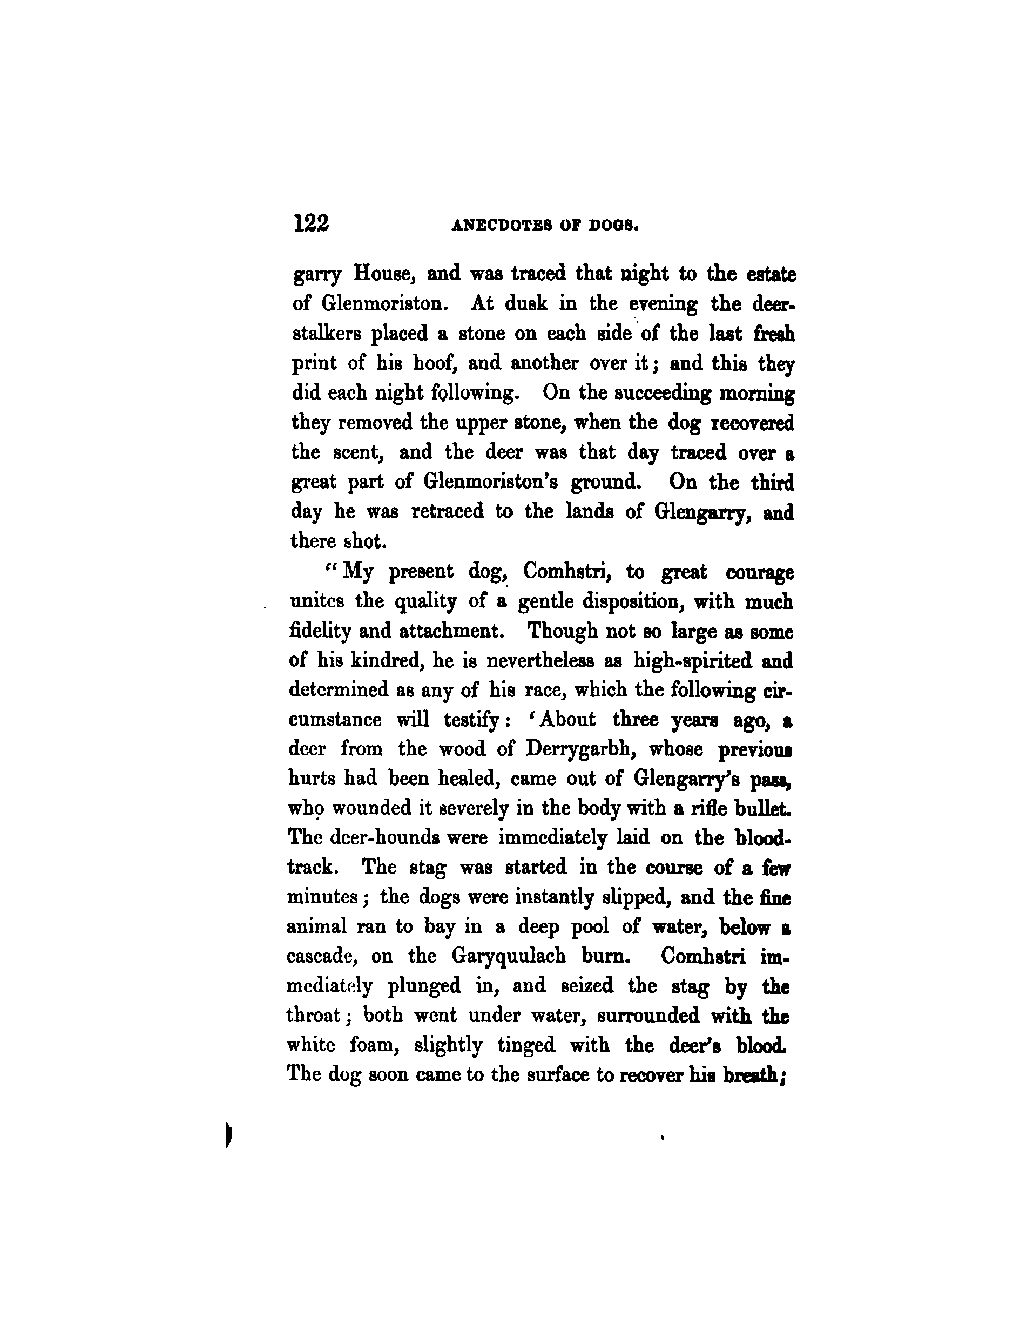 122 ANECDOTES OF DOGS.
garry House, and was traced that night to the estate
of Glenmoriston. At dusk in the evening the deer-
stalkers placed a stone on each side of the last fresh
print of his hoof, and another over it; and this they
did each night following. On the succeeding morning
they removed the upper stone, when the dog recovered
the scent, and the deer was that day traced over a
great part of Glenmoriston's ground. On the third
day he was retraced to the lands of Glengarry, and
there shot.
"My present dog, Comhstri, to great courage
unites the quality of a gentle disposition, with much
fidelity and attachment. Though not so large as some
of his kindred, he is nevertheless as high-spirited and
determined as any of his race, which the following cir-
cumstance will testify: 'About three years ago, a
deer from the wood of Derrygarbh, whose previous
hurts had been healed, came out of Glengarry's pass,
who wounded it severely in the body with a rifle bullet.
The deer-hounds were immediately laid on the blood-
track. The stag was started in the course of a few
minutes; the dogs were instantly slipped, and the fine
animal ran to bay in a deep pool of water, below a
cascade, on the Garyquulach burn. Comhstri im-
mediately plunged in, and seized the stag by the
throat; both went under water, surrounded with the
white foam, slightly tinged with the deer's blood.
The dog soon came to the surface to recover his breath;